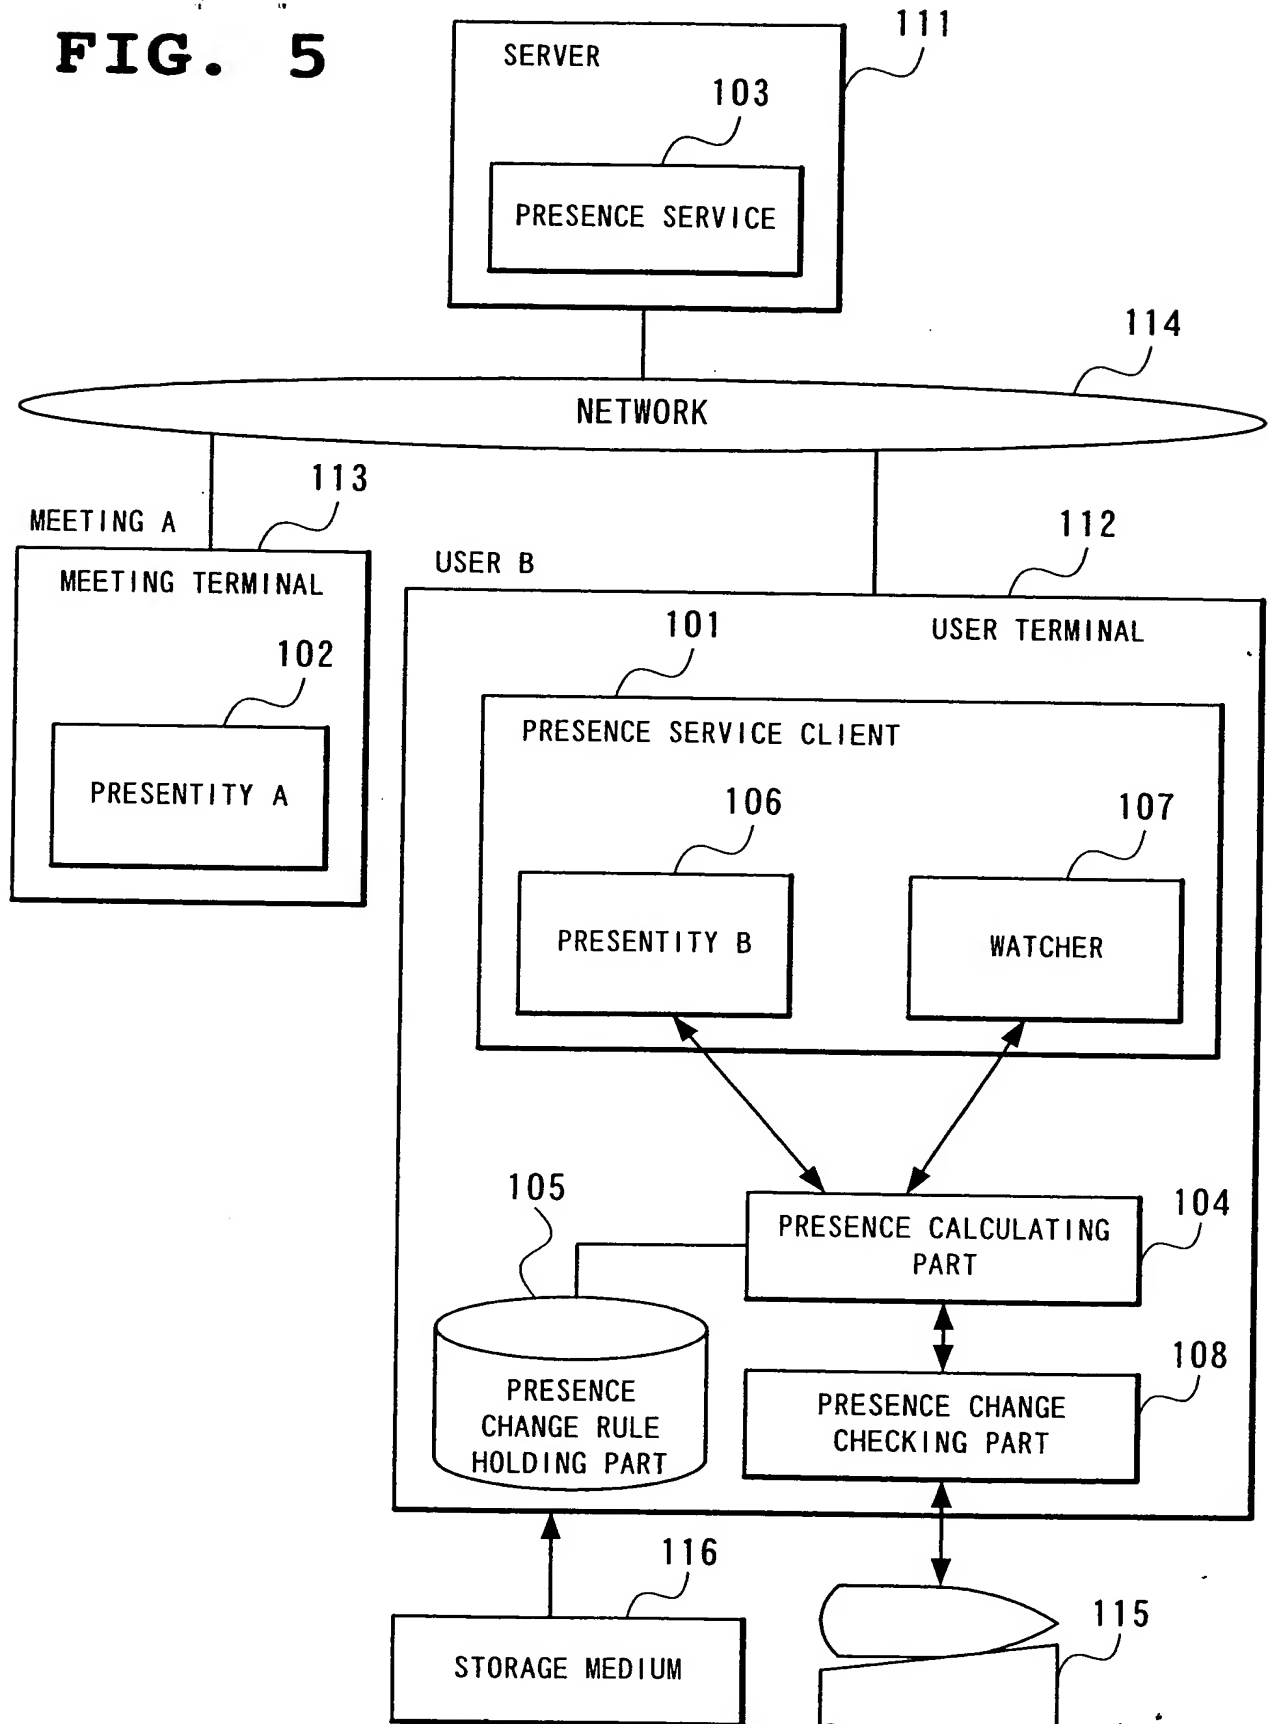 FIG. 5
111
SERVER
103
PRESENCE SERVICE
114
NETWORK
113
MEETING A
112
USER B
MEETING TERMINAL
101
USER TERMINAL
102
PRESENCE SERVICE CLIENT
PRESENTITY A
106
107
PRESENTITY B
WATCHER
105
104
PRESENCE CALCULATING
PART
108
PRESENCE
CHANGE RULE
HOLDING PART
PRESENCE CHANGE
CHECKING PART
116
115
STORAGE MEDIUM